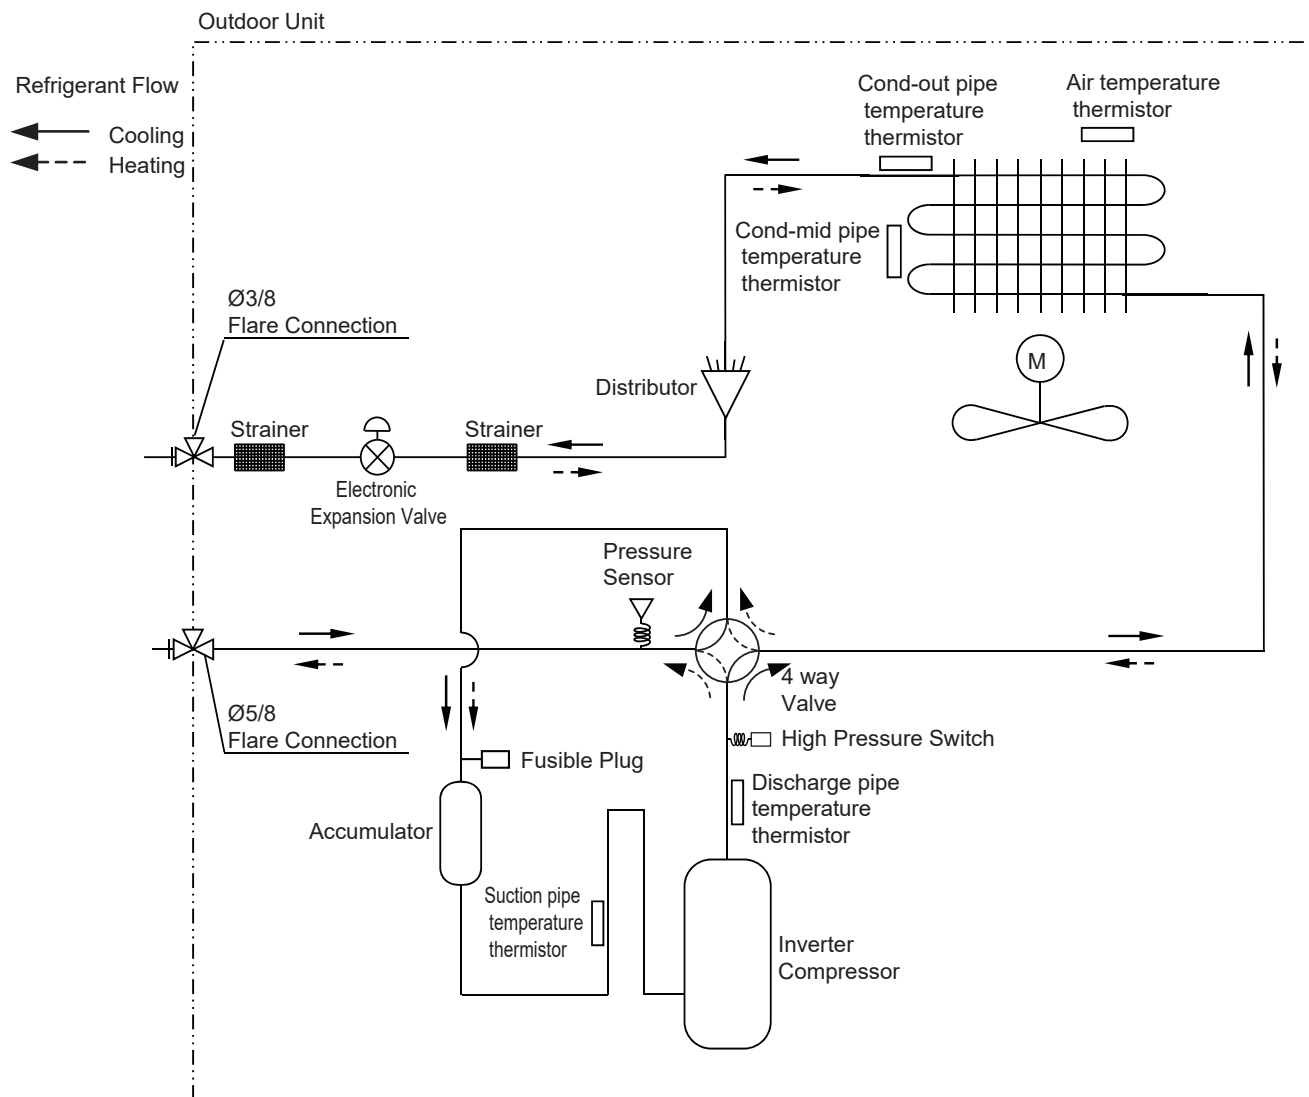 Outdoor Unit
Refrigerant Flow
Cooling
Heating
Cond-out pipe
temperature
thermistor
Air temperature
thermistor
Cond-mid pipe
temperature
thermistor
Ø3/8
Flare Connection
M
Distributor
Strainer
Strainer
Electronic
Expansion Valve
Pressure
Sensor
4 way
Valve
Ø5/8
Flare Connection
High Pressure Switch
Fusible Plug
Discharge pipe
temperature
thermistor
Accumulator
Suction pipe
temperature
thermistor
Inverter
Compressor